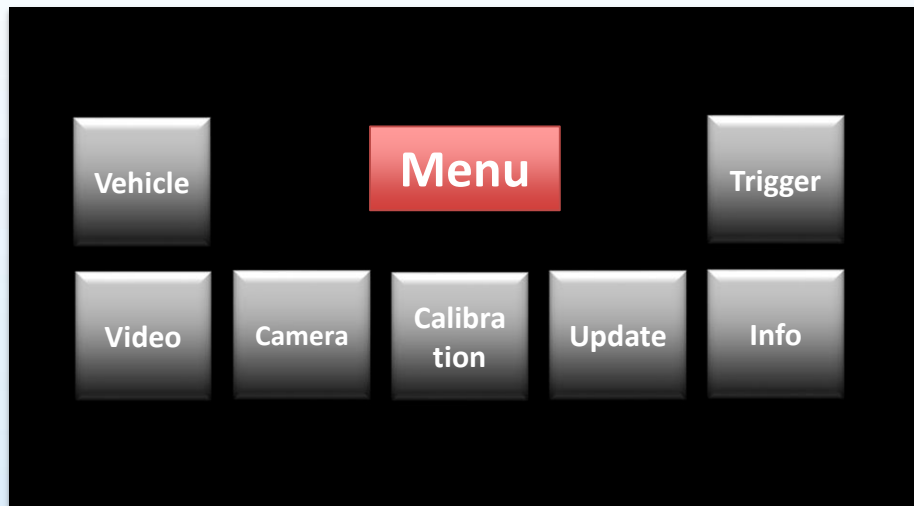 Vehicle
Menu
Trigger
Video
Camera
Calibra
tion
Update
Info